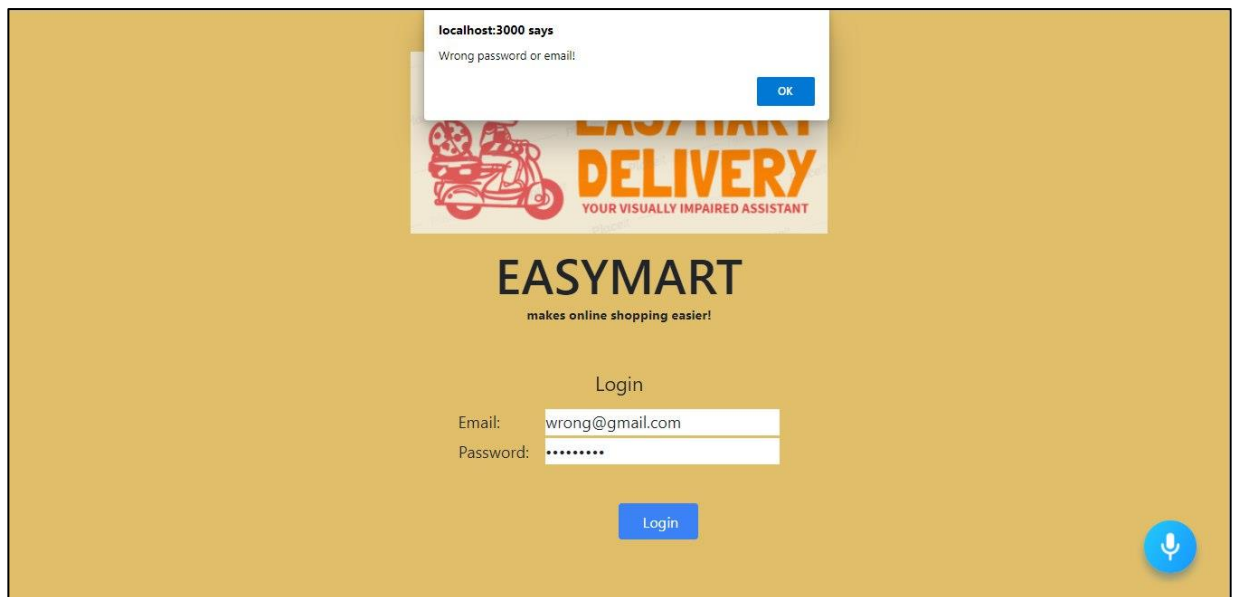 localhost:3000 says
Wrong password or email!
OK
DELIVERY
YOUR VISUALLY IMPAIRED ASSISTANT
EASYMART
makes online shopping easier!
Login
Email: wrong@gmail.com
Password: •••••••••
Login